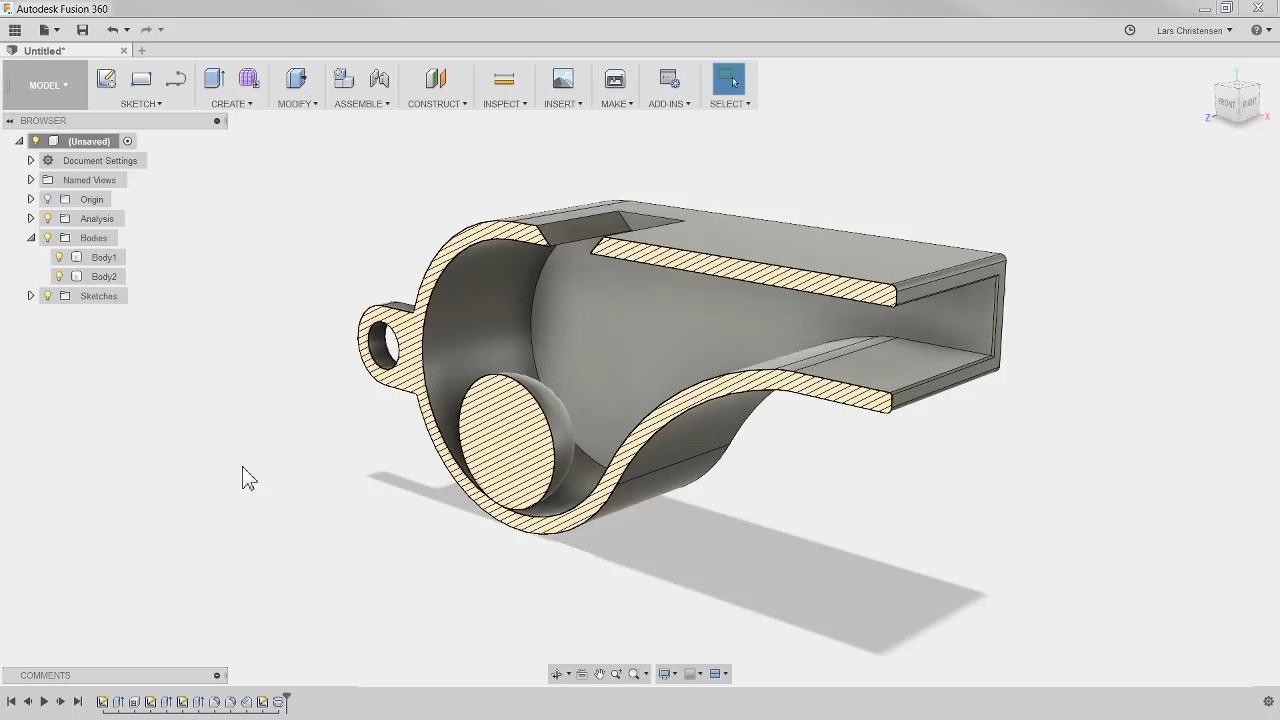 Autodesk Fusion 360
Lars Christensen
Untitled*
MODEL
SKETCH
CREATE
MODIFY
ASSEMBLE
CONSTRUCT
INSPECT
INSERT
MAKE
ADD-INS
SELECT
FRONT
RIGHT
Y
Z
X
BROWSER
(Unsaved)
Document Settings
Named Views
Origin
Analysis
Bodies
Body1
Body2
Sketches
COMMENTS